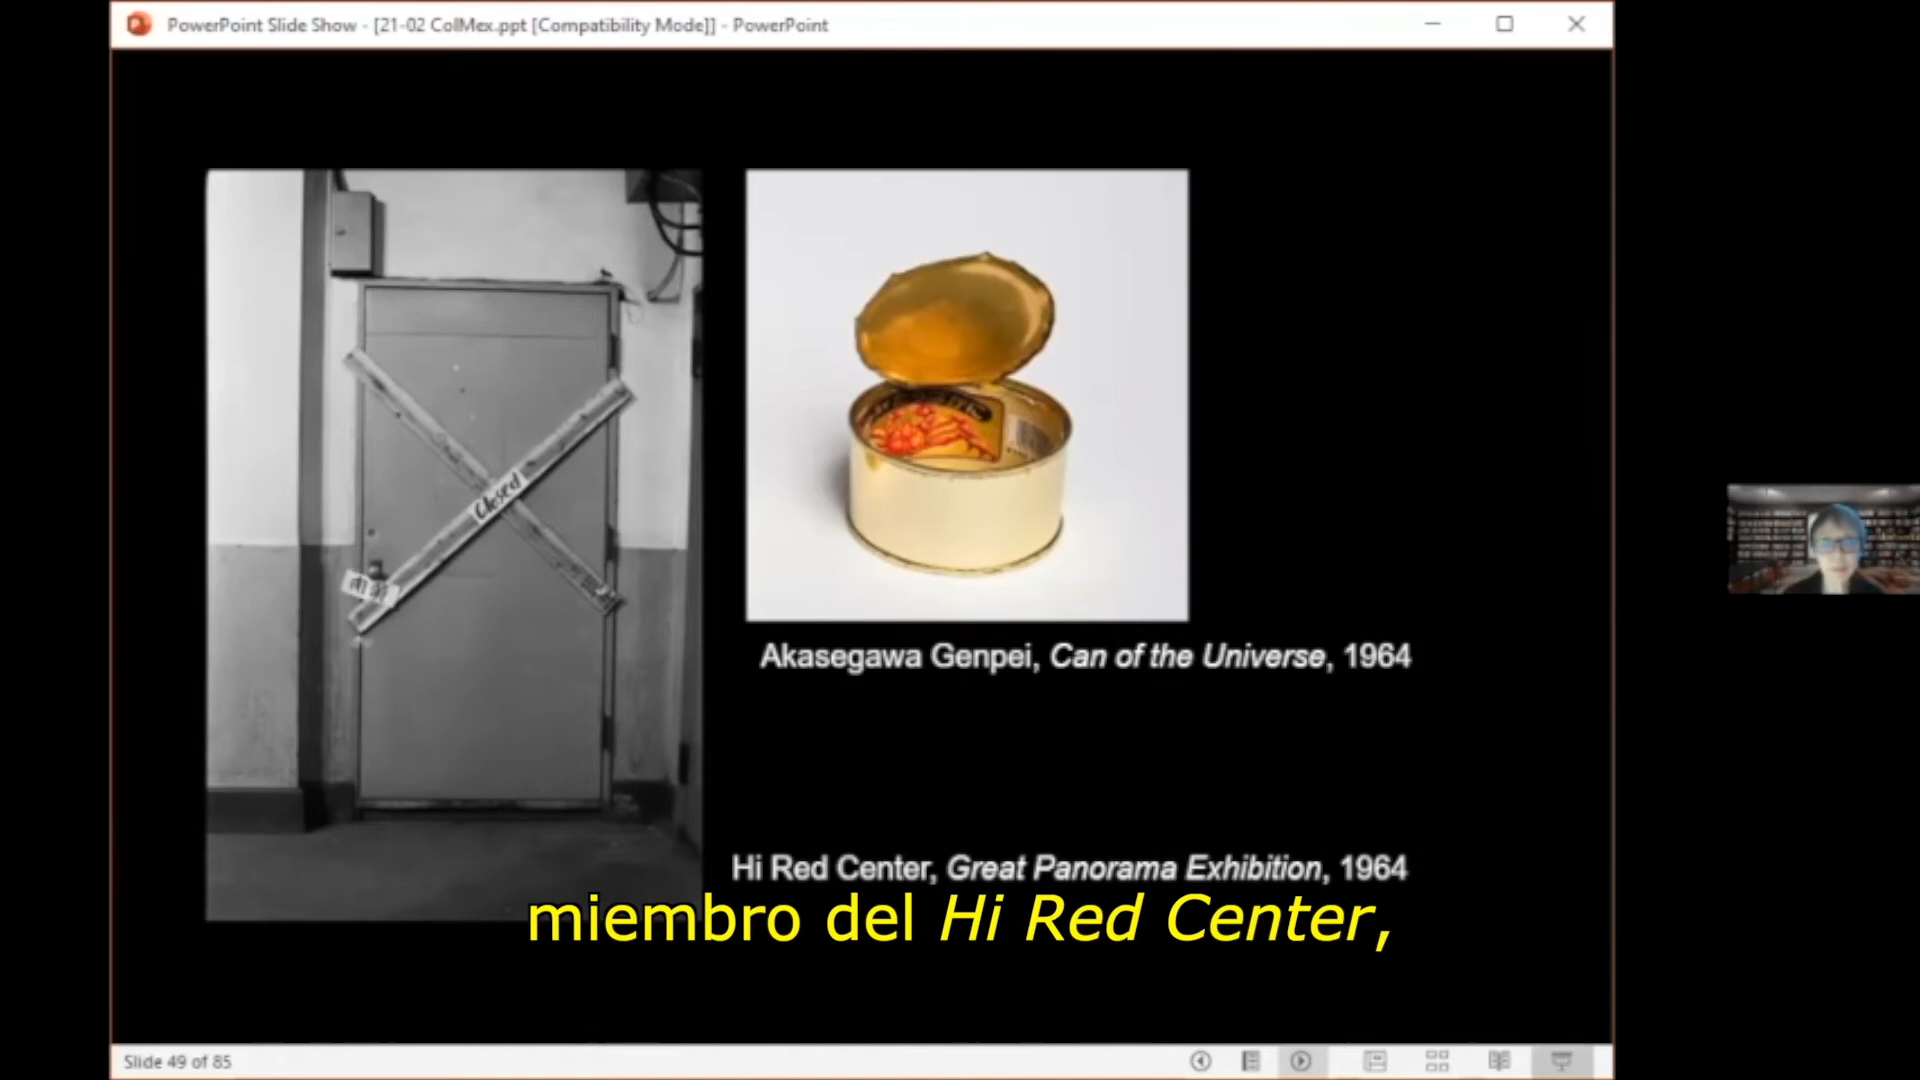 PowerPoint Slide Show - [21-02 ColMex.ppt [Compatibility Mode]] - PowerPoint
Closed
Akasegawa Genpei, Can of the Universe, 1964
Hi Red Center, Great Panorama Exhibition, 1964
miembro del Hi Red Center,
Slide 49 of 85